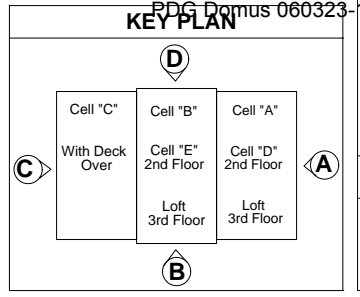 PDG Domus 060323-
KEY PLAN
D
Cell "C"
With Deck
Over
Cell "B"
Cell "E"
2nd Floor
Loft
3rd Floor
Cell "A"
Cell "D"
2nd Floor
Loft
3rd Floor
C
A
B